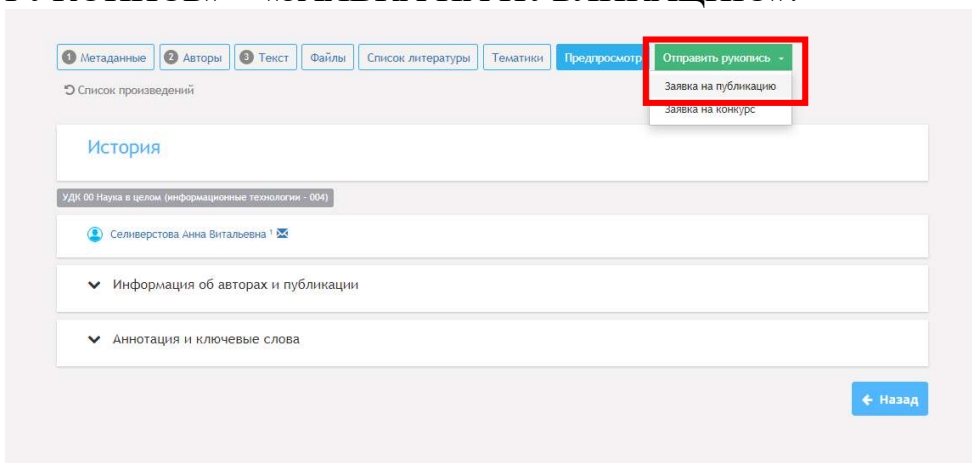 1 Метаданные 2 Авторы 3 Текст Файлы Список литературы Тематики Предпросмотр Отправить рукопись
Список произведений
Заявка на публикацию
Заявка на конкурс
История
УДК 00 Наука в целом (информационные технологии - 004)
Селиверстова Анна Витальевна 1
Информация об авторах и публикации
Аннотация и ключевые слова
Назад